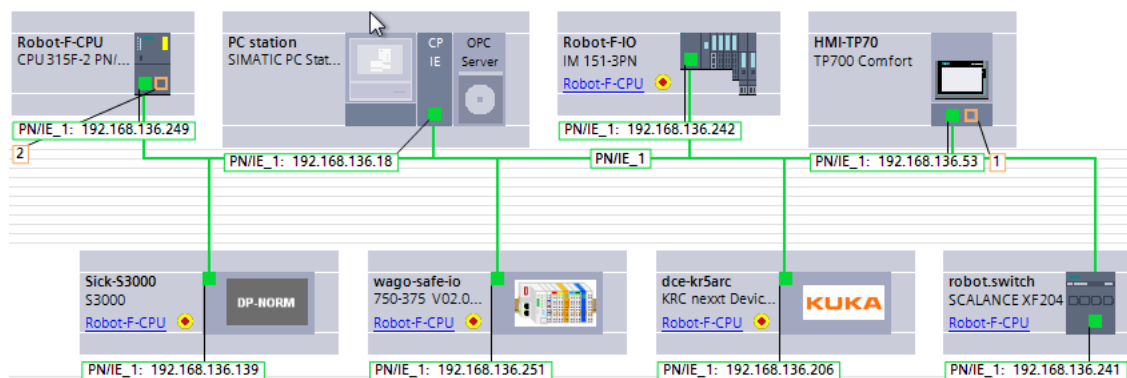 Robot-F-CPU
CPU 315F-2 PN/...
PN/IE_1: 192.168.136.249
2
PC station
SIMATIC PC Stat...
CP
IE
OPC
Server
PN/IE_1: 192.168.136.18
Robot-F-IO
IM 151-3PN
Robot-F-CPU
PN/IE_1: 192.168.136.242
PN/IE_1
HMI-TP70
TP700 Comfort
PN/IE_1: 192.168.136.53
1
Sick-S3000
S3000
Robot-F-CPU
DP-NORM
PN/IE_1: 192.168.136.139
wago-safe-io
750-375 V02.0...
Robot-F-CPU
PN/IE_1: 192.168.136.251
dce-kr5arc
KRC nexxt Devic...
Robot-F-CPU
KUKA
PN/IE_1: 192.168.136.206
robot.switch
SCALANCE XF204
Robot-F-CPU
PN/IE_1: 192.168.136.241